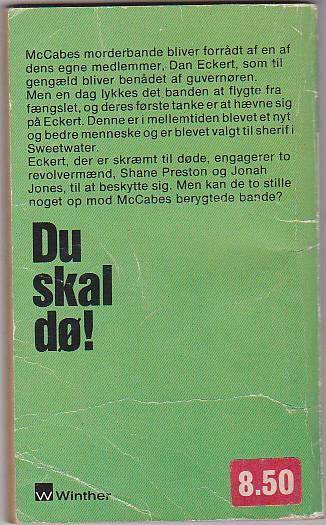 McCabes morderbande bliver forrådt af en af
dens egne medlemmer, Dan Eckert, som til
gengæld bliver benådet af guvernøren.
Men en dag lykkes det banden at flygte fra
fængslet, og deres første tanke er at hævne sig
på Eckert. Denne er i mellemtiden blevet et nyt
og bedre menneske og er blevet valgt til sherif i
Sweetwater.
Eckert, der er skræmt til døde, engagerer to
revolvermænd, Shane Preston og Jonah
Jones, til at beskytte sig. Men kan de to stille
noget op mod McCabes berygtede bande?
Du
skal
dø!
W Winther
8.50